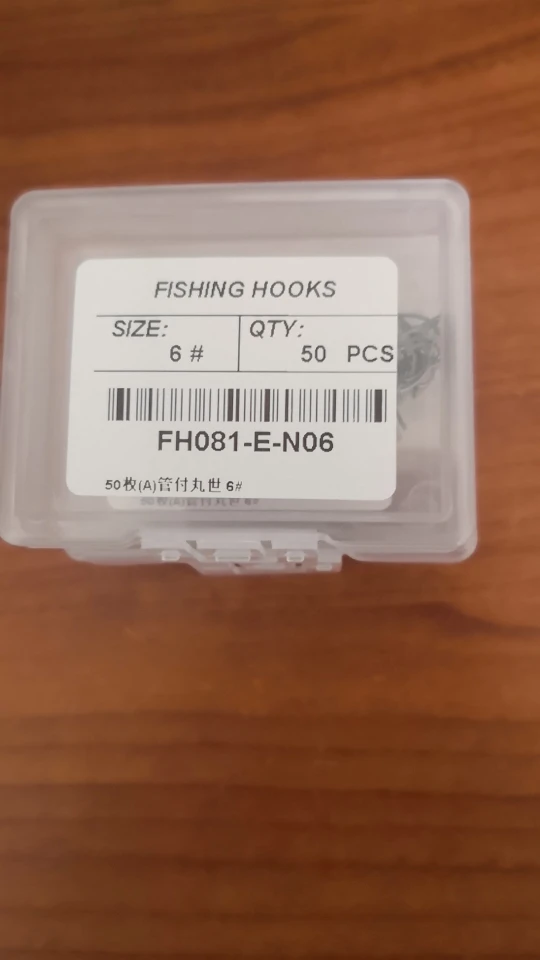 FISHING HOOKS
SIZE: QTY:
6 # 50 PCS
FH081-E-N06
50枚(A)管付丸世 6#